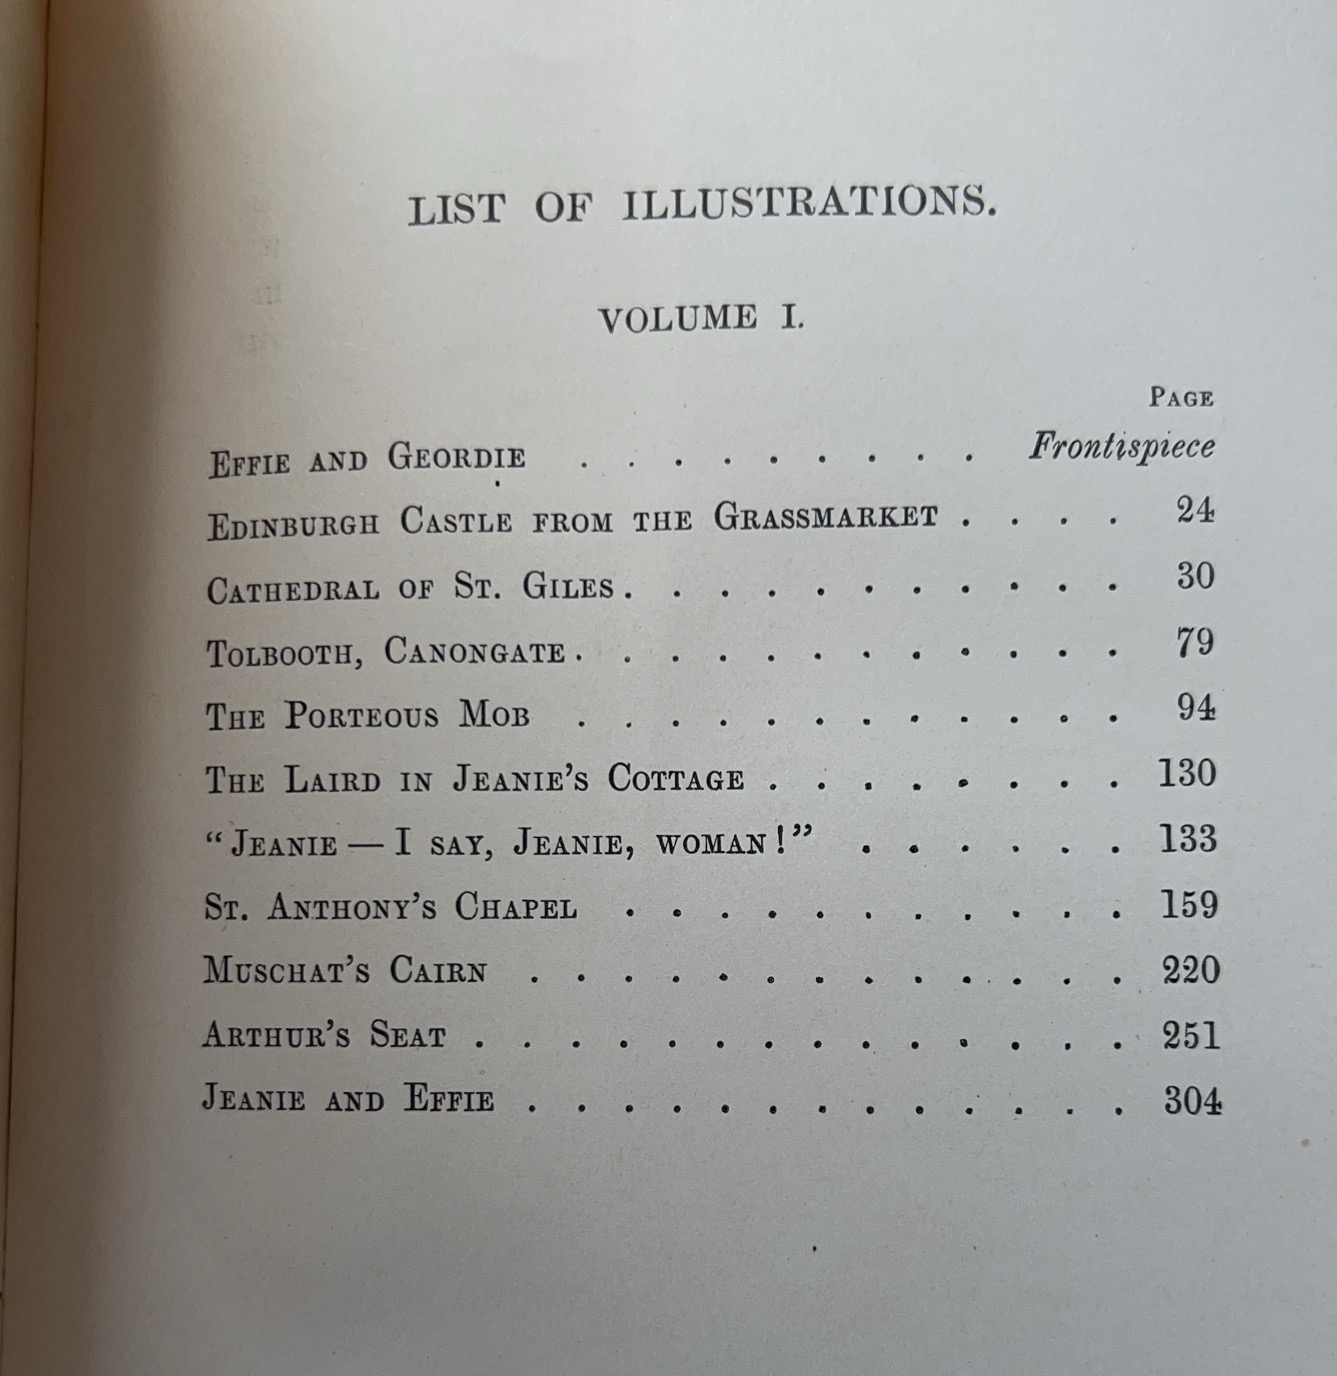 LIST OF ILLUSTRATIONS.
VOLUME I.
PAGE
EFFIE AND GEORDIE . . . . . . . . . Frontispiece
EDINBURGH CASTLE FROM THE GRASSMARKET . . . . 24
CATHEDRAL OF ST. GILES . . . . . . . . . . . 30
TOLBOOTH, CANONGATE . . . . . . . . . . . . 79
THE PORTEOUS MOB . . . . . . . . . . . . 94
THE LAIRD IN JEANIE'S COTTAGE . . . . . . . . 130
“JEANIE — I SAY, JEANIE, WOMAN!” . . . . . . 133
ST. ANTHONY'S CHAPEL . . . . . . . . . . . 159
MUSCHAT'S CAIRN . . . . . . . . . . . . . 220
ARTHUR'S SEAT . . . . . . . . . . . . . . 251
JEANIE AND EFFIE . . . . . . . . . . . . . 304